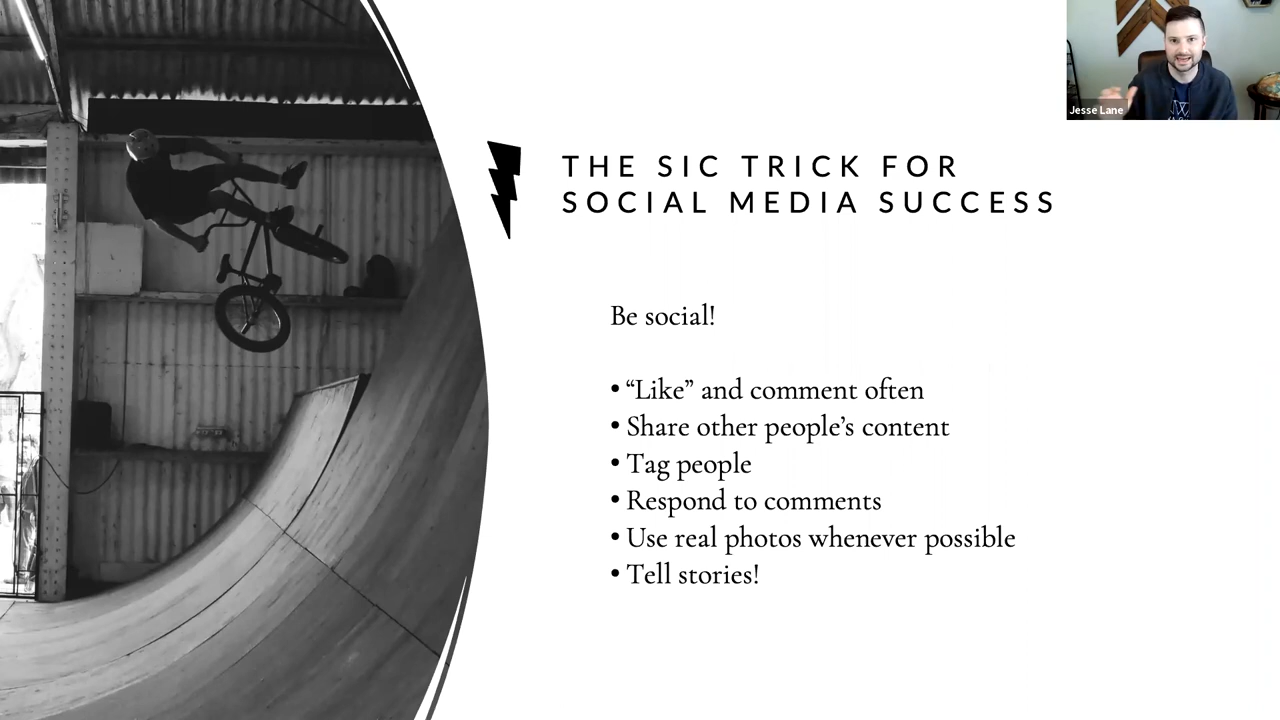 Jesse Lane
THE SIC TRICK FOR
SOCIAL MEDIA SUCCESS
Be social!
• “Like” and comment often
• Share other people’s content
• Tag people
• Respond to comments
• Use real photos whenever possible
• Tell stories!